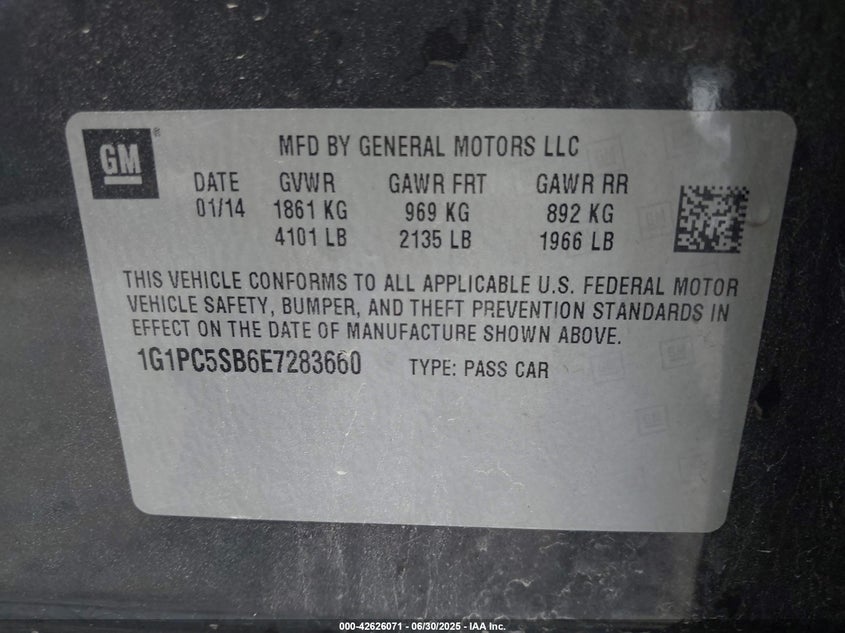 GM®
MFD BY GENERAL MOTORS LLC
DATE GVWR GAWR FRT GAWR RR
01/14 1861 KG 969 KG 892 KG
4101 LB 2135 LB 1966 LB
THIS VEHICLE CONFORMS TO ALL APPLICABLE U.S. FEDERAL MOTOR
VEHICLE SAFETY, BUMPER, AND THEFT PREVENTION STANDARDS IN
EFFECT ON THE DATE OF MANUFACTURE SHOWN ABOVE.
1G1PC5SB6E7283660 TYPE: PASS CAR
000-42626071 - 06/30/2025 - IAA Inc.